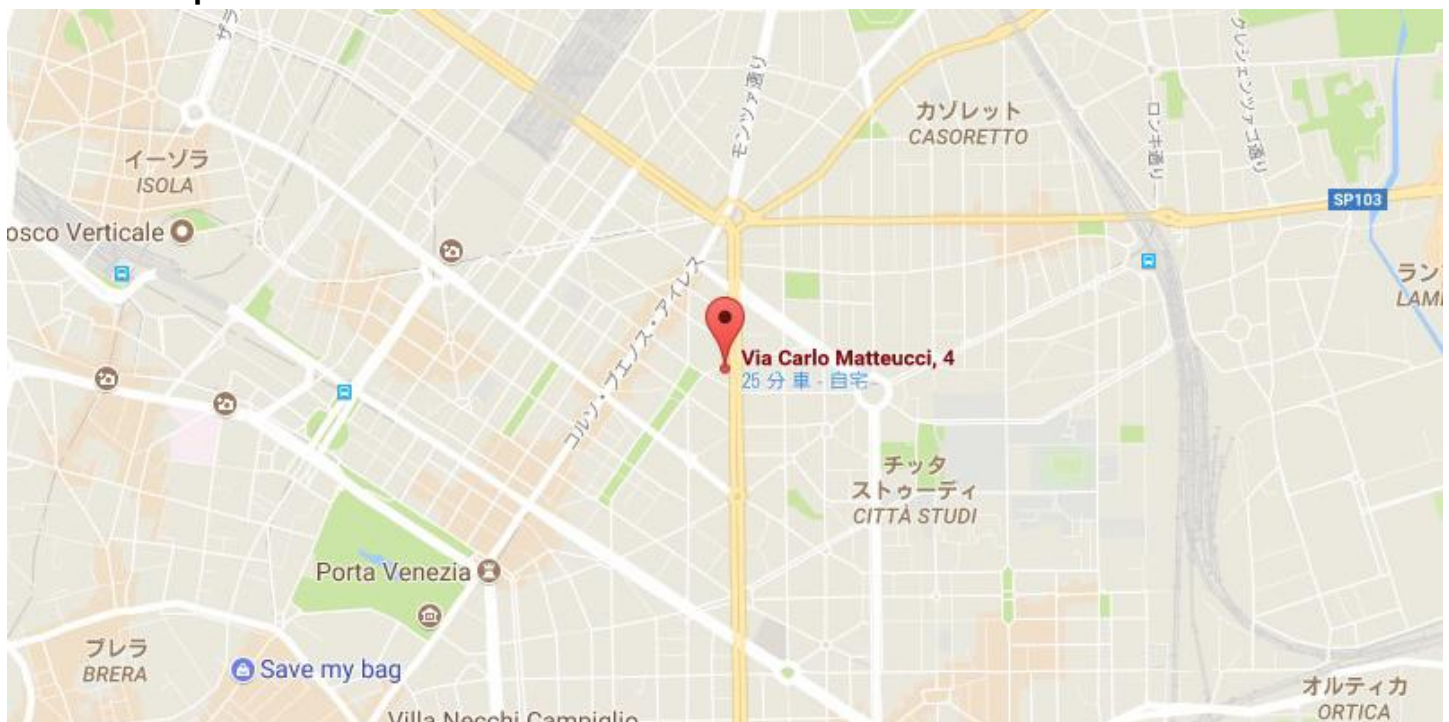 ザラ
モンツァ通り
カゾレット
CASORETTO
ロンキ通り
クレシェンツァゴ通り
イーゾラ
ISOLA
SP103
osco Verticale
コルソ・ブエノス・アイレス
ラン
LAM
Via Carlo Matteucci, 4
25 分 車 - 自宅
チッタ
ストゥーディ
CITTÀ STUDI
Porta Venezia
ブレラ
BRERA
Save my bag
オルティカ
ORTICA
Villa Necchi Campiglio